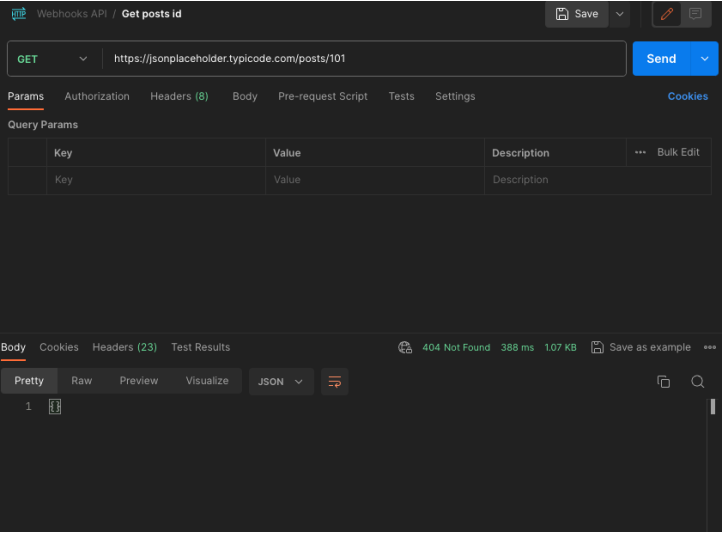 HTTP Webhooks API / Get posts id Save
GET https://jsonplaceholder.typicode.com/posts/101 Send
Params Authorization Headers (8) Body Pre-request Script Tests Settings Cookies
Query Params
Key Value Description ••• Bulk Edit
Key Value Description
Body Cookies Headers (23) Test Results 404 Not Found 388 ms 1.07 KB Save as example •••
Pretty Raw Preview Visualize JSON
1 {}